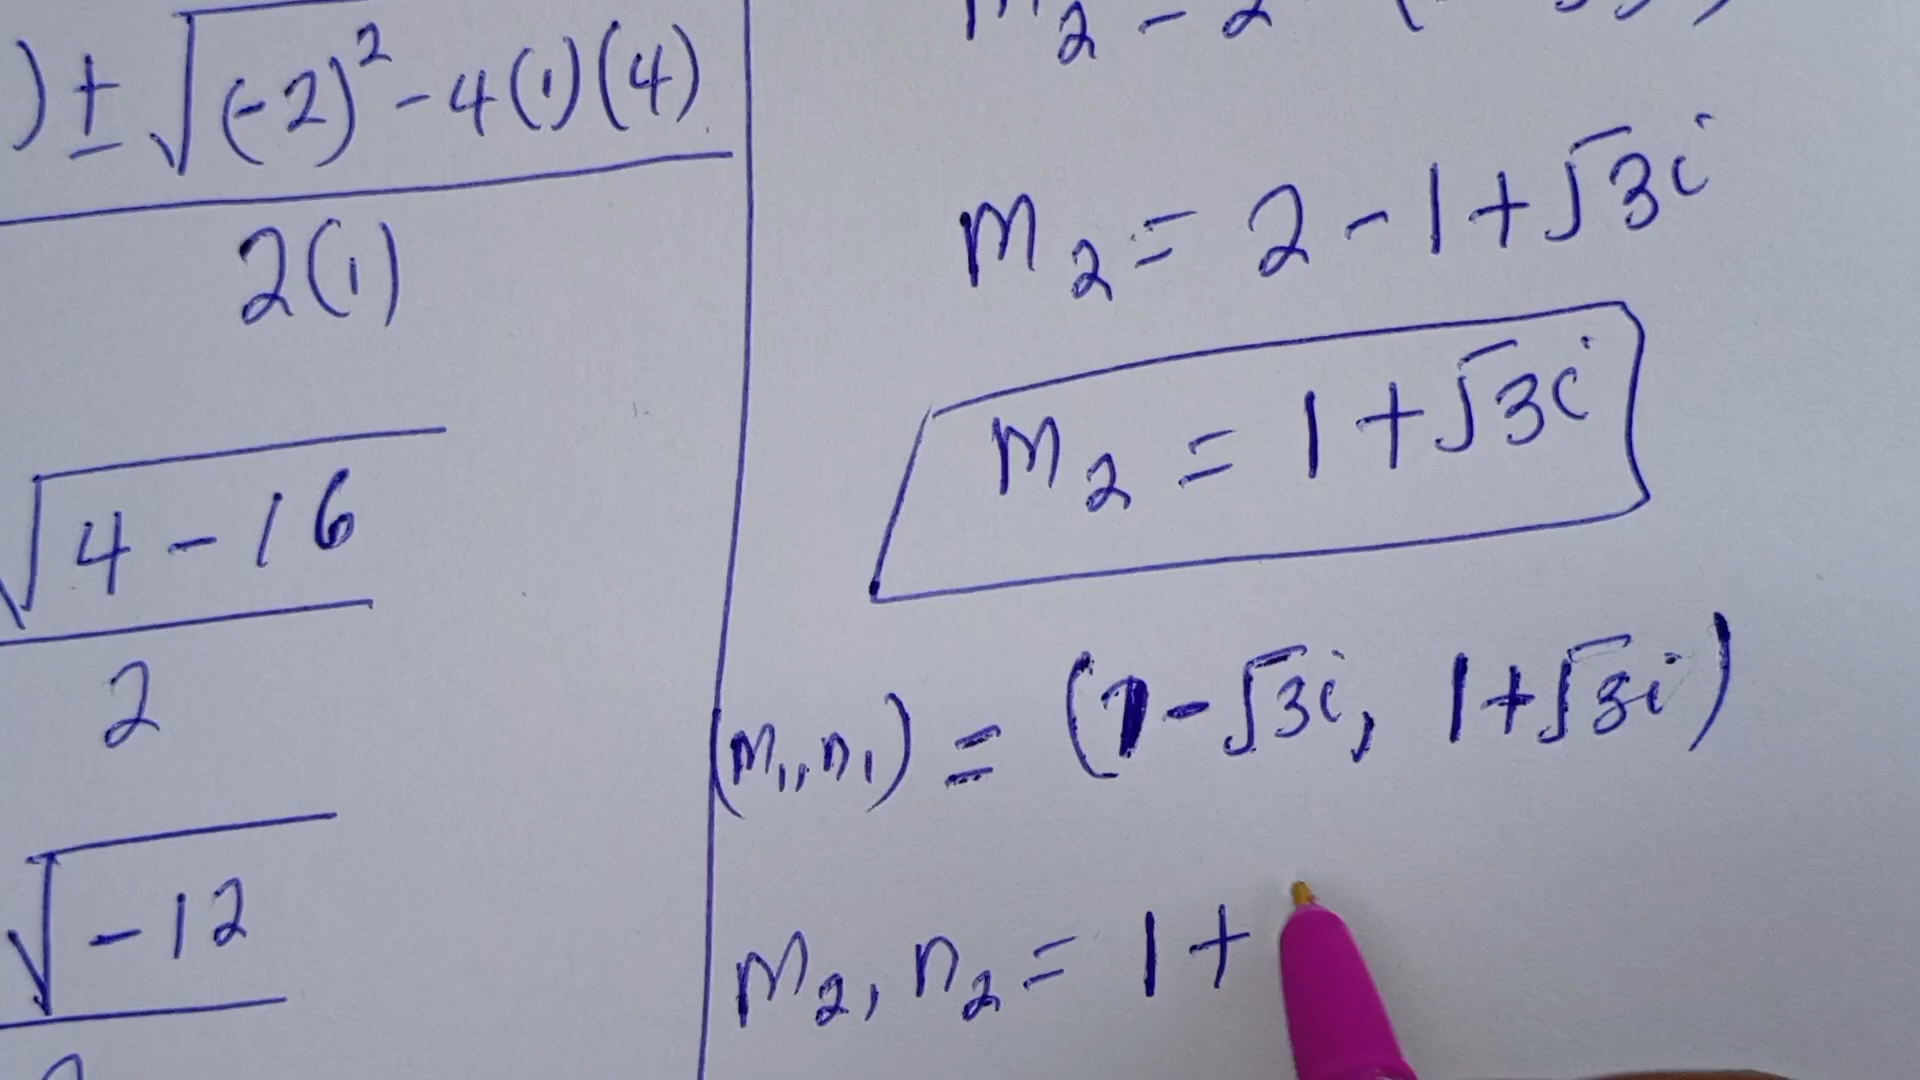 ) ± √(-2)² - 4(1)(4)
2(1)
√4 - 16
2
√-12
m₂ = 2 - 1 + √3i
m₂ = 1 + √3i
(m₁, n₁) = (1 - √3i, 1 + √3i)
m₂, n₂ = 1 +